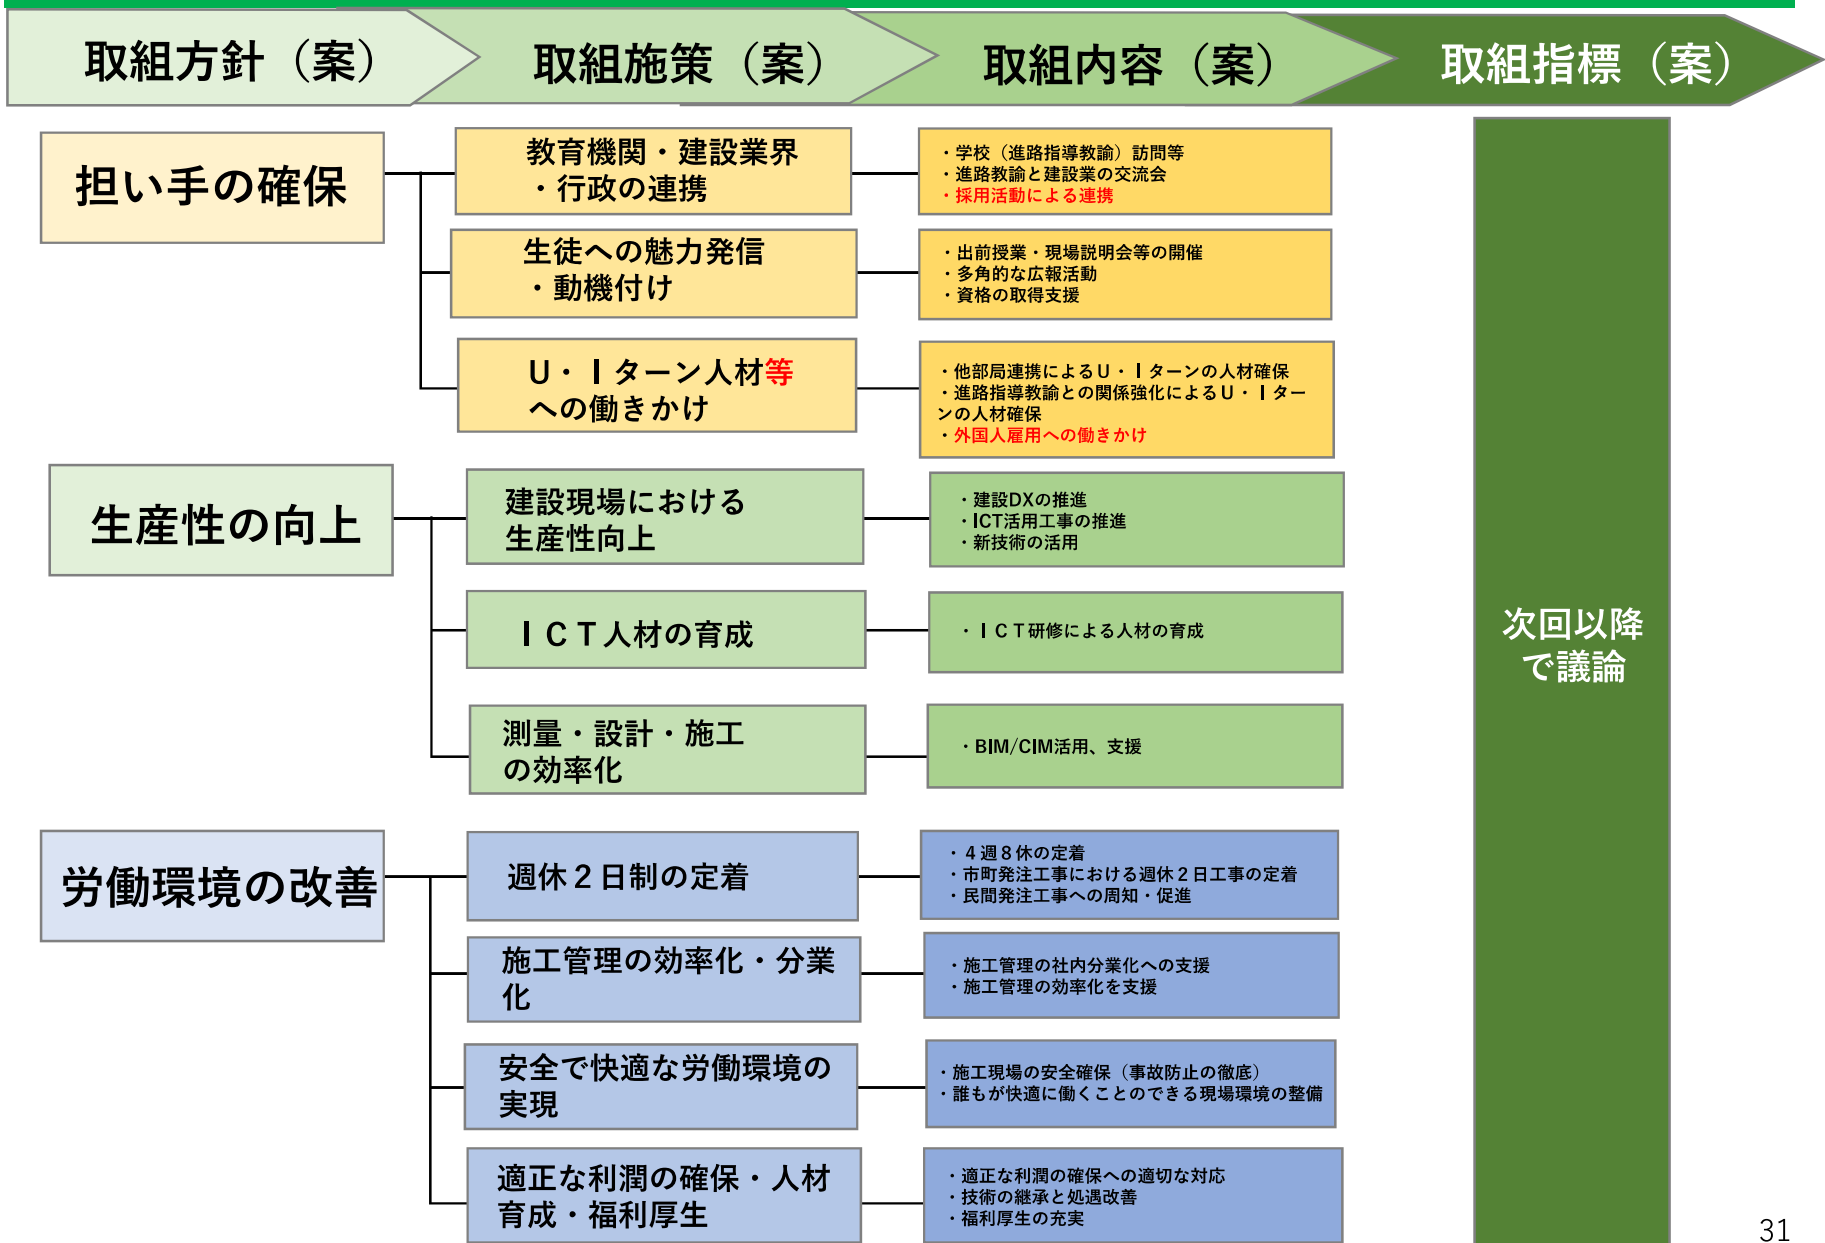 取組方針（案）
取組施策（案）
取組内容（案）
取組指標（案）
担い手の確保
教育機関・建設業界
・行政の連携
・学校（進路指導教諭）訪問等
・進路教諭と建設業の交流会
・採用活動による連携
生徒への魅力発信
・動機付け
・出前授業・現場説明会等の開催
・多角的な広報活動
・資格の取得支援
U・Iターン人材等
への働きかけ
・他部局連携によるU・Iターンの人材確保
・進路指導教諭との関係強化によるU・Iター
ンの人材確保
・外国人雇用への働きかけ
生産性の向上
建設現場における
生産性向上
・建設DXの推進
・ICT活用工事の推進
・新技術の活用
ＩＣＴ人材の育成
・ＩＣＴ研修による人材の育成
測量・設計・施工
の効率化
・BIM/CIM活用、支援
労働環境の改善
週休２日制の定着
・４週８休の定着
・市町発注工事における週休２日工事の定着
・民間発注工事への周知・促進
施工管理の効率化・分業
化
・施工管理の社内分業化への支援
・施工管理の効率化を支援
安全で快適な労働環境の
実現
・施工現場の安全確保（事故防止の徹底）
・誰もが快適に働くことのできる現場環境の整備
適正な利潤の確保・人材
育成・福利厚生
・適正な利潤の確保への適切な対応
・技術の継承と処遇改善
・福利厚生の充実
次回以降
で議論
31